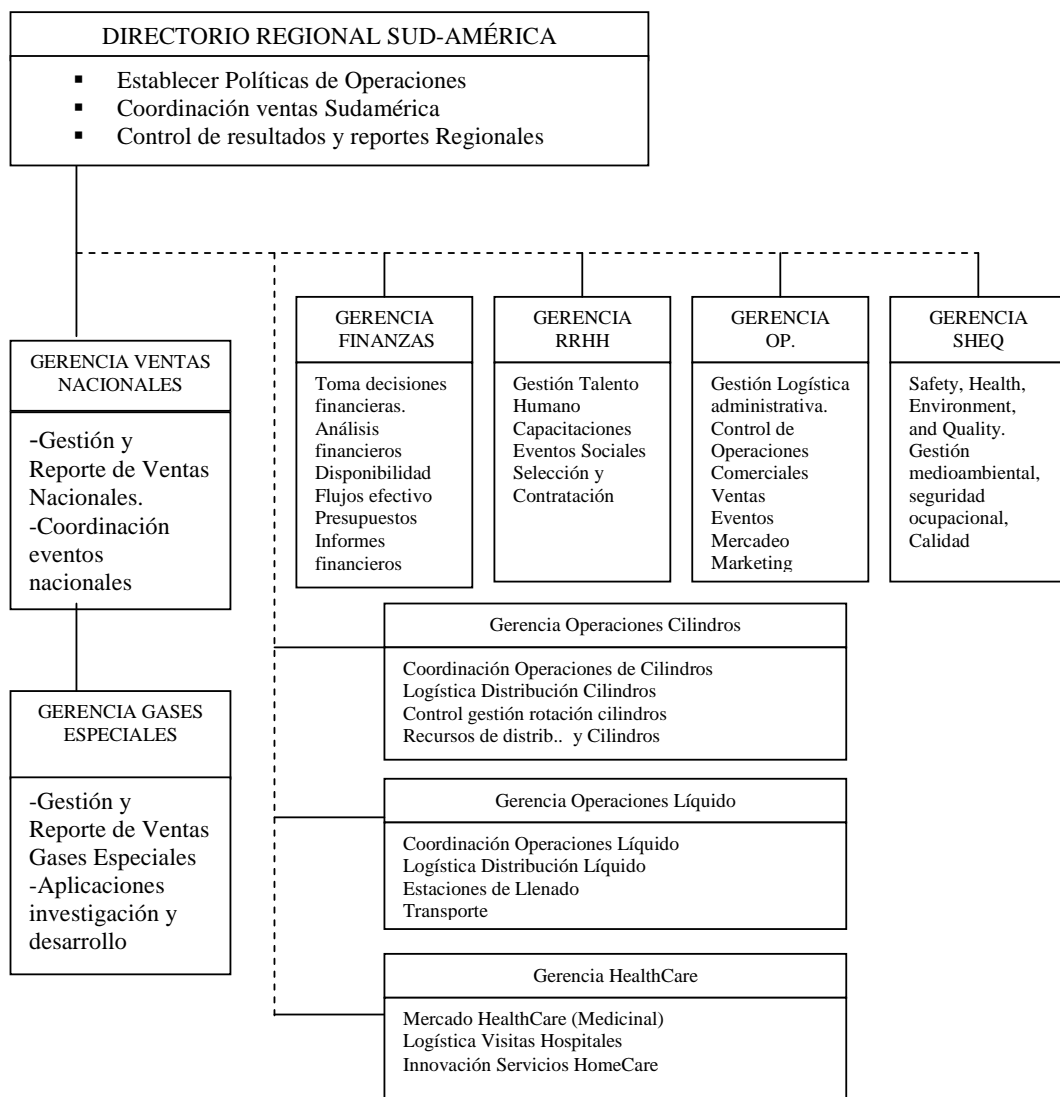 DIRECTORIO REGIONAL SUD-AMÉRICA
▪ Establecer Políticas de Operaciones
▪ Coordinación ventas Sudamérica
▪ Control de resultados y reportes Regionales
GERENCIA VENTAS
NACIONALES
-Gestión y
Reporte de Ventas
Nacionales.
-Coordinación
eventos
nacionales
GERENCIA GASES
ESPECIALES
-Gestión y
Reporte de Ventas
Gases Especiales
-Aplicaciones
investigación y
desarrollo
GERENCIA
FINANZAS
Toma decisiones
financieras.
Análisis
financieros
Disponibilidad
Flujos efectivo
Presupuestos
Informes
financieros
GERENCIA
RRHH
Gestión Talento
Humano
Capacitaciones
Eventos Sociales
Selección y
Contratación
GERENCIA
OP.
Gestión Logística
administrativa.
Control de
Operaciones
Comerciales
Ventas
Eventos
Mercadeo
Marketing
GERENCIA
SHEQ
Safety, Health,
Environment,
and Quality.
Gestión
medioambiental,
seguridad
ocupacional,
Calidad
Gerencia Operaciones Cilindros
Coordinación Operaciones de Cilindros
Logística Distribución Cilindros
Control gestión rotación cilindros
Recursos de distrib.. y Cilindros
Gerencia Operaciones Líquido
Coordinación Operaciones Líquido
Logística Distribución Líquido
Estaciones de Llenado
Transporte
Gerencia HealthCare
Mercado HealthCare (Medicinal)
Logística Visitas Hospitales
Innovación Servicios HomeCare